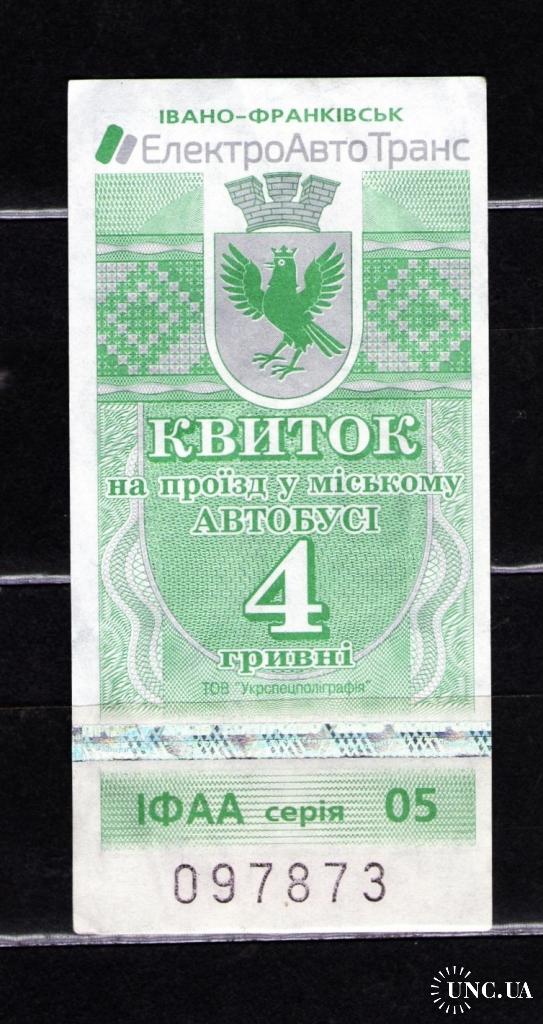 ІВАНО-ФРАНКІВСЬК
ЕлектроАвтоТранс
КВИТОК
на проїзд у міському
АВТОБУСІ
4
гривні
ТОВ "Укрспецполіграфія"
ІФАА серія 05
097873
UNC.UA